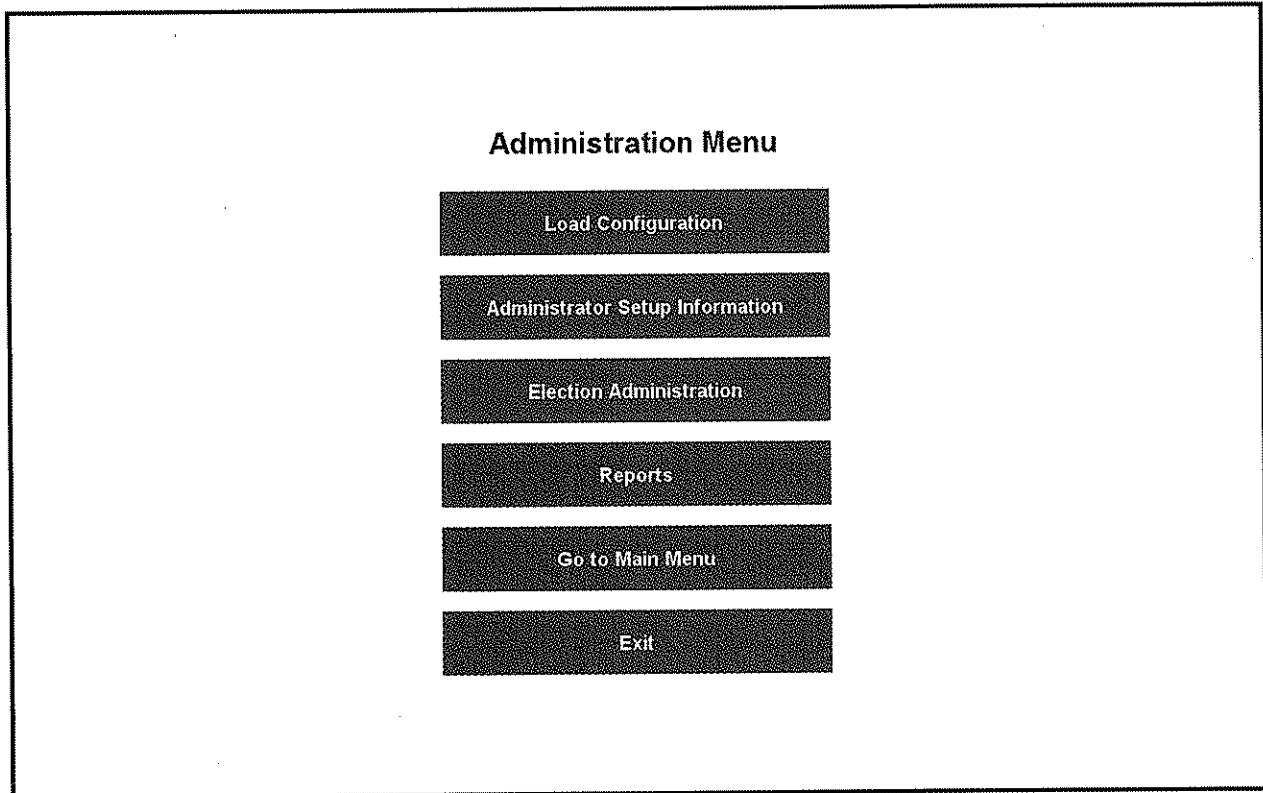 Administration Menu
Load Configuration
Administrator Setup Information
Election Administration
Reports
Go to Main Menu
Exit